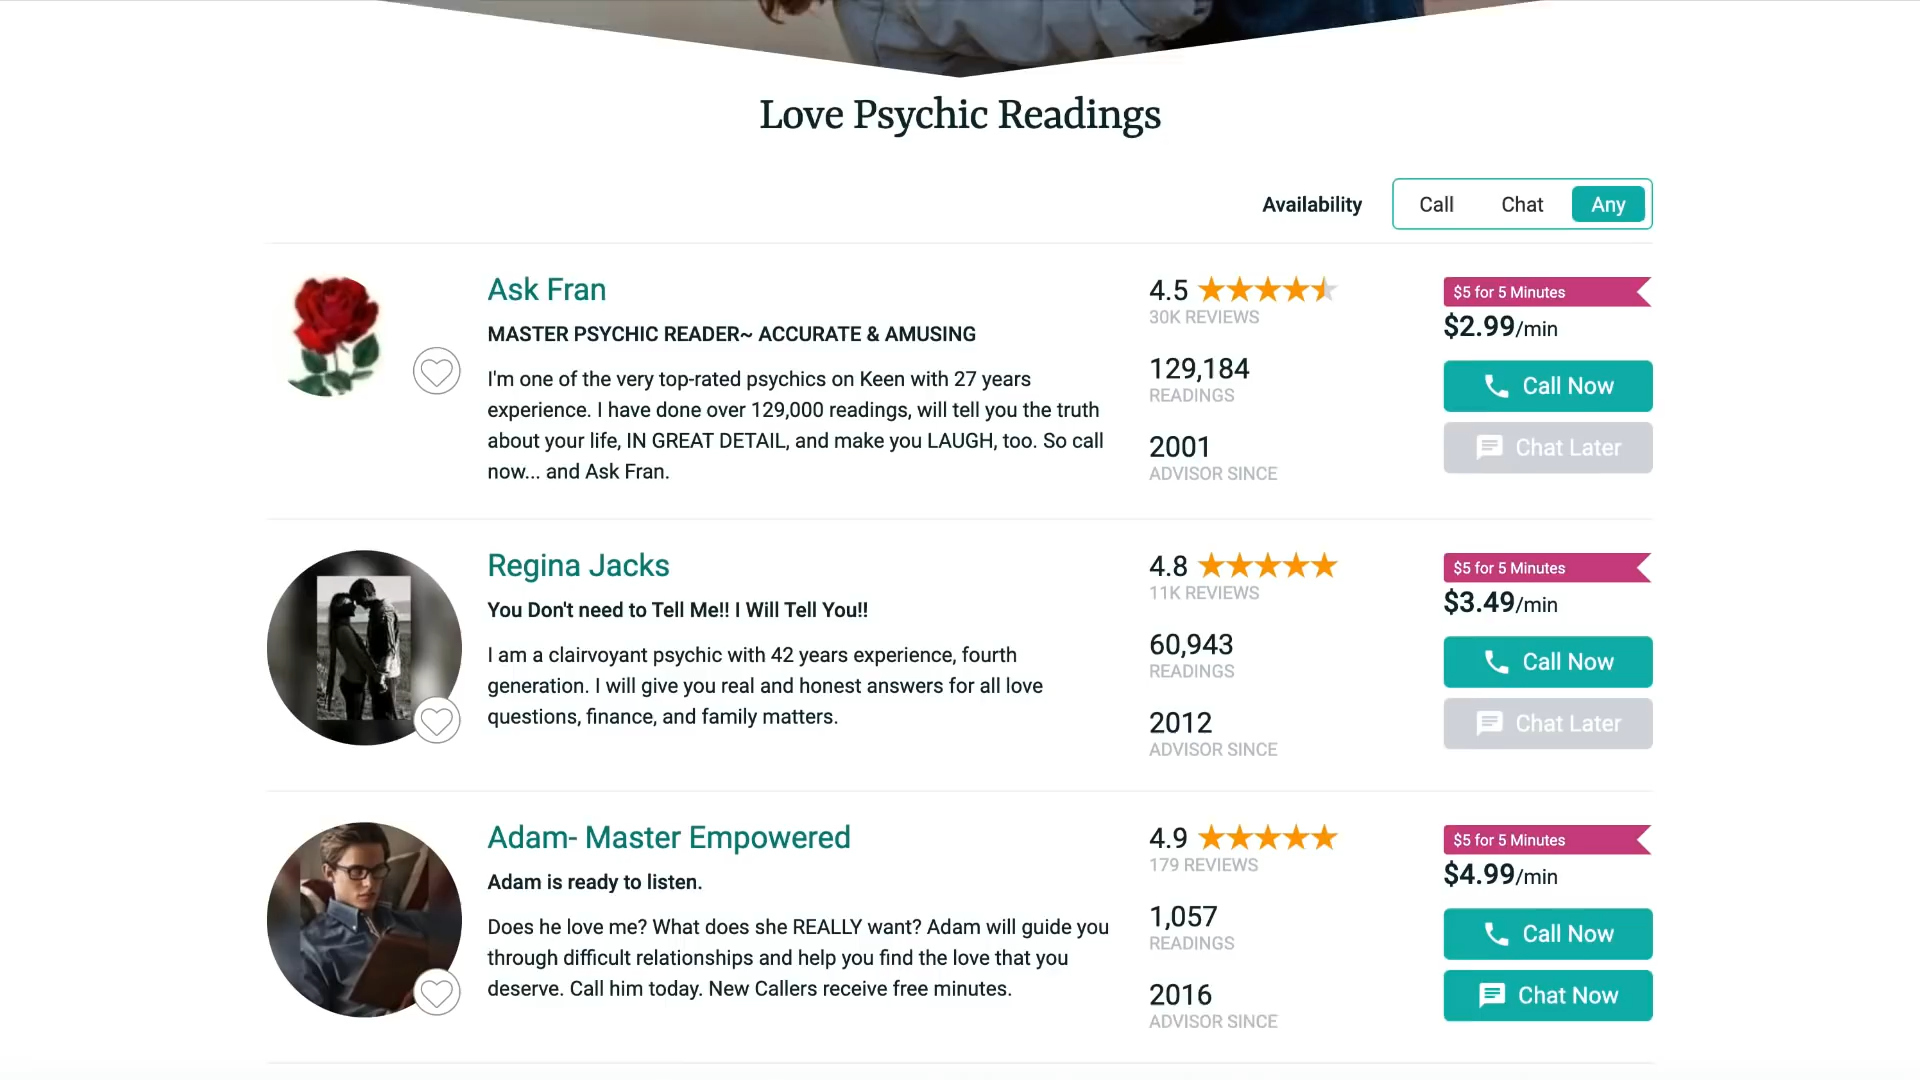 Love Psychic Readings
Availability Call Chat Any
Ask Fran
MASTER PSYCHIC READER~ ACCURATE & AMUSING
I'm one of the very top-rated psychics on Keen with 27 years
experience. I have done over 129,000 readings, will tell you the truth
about your life, IN GREAT DETAIL, and make you LAUGH, too. So call
now... and Ask Fran.
4.5
30K REVIEWS
129,184
READINGS
2001
ADVISOR SINCE
$5 for 5 Minutes
$2.99/min
Call Now
Chat Later
Regina Jacks
You Don't need to Tell Me!! I Will Tell You!!
I am a clairvoyant psychic with 42 years experience, fourth
generation. I will give you real and honest answers for all love
questions, finance, and family matters.
4.8
11K REVIEWS
60,943
READINGS
2012
ADVISOR SINCE
$5 for 5 Minutes
$3.49/min
Call Now
Chat Later
Adam- Master Empowered
Adam is ready to listen.
Does he love me? What does she REALLY want? Adam will guide you
through difficult relationships and help you find the love that you
deserve. Call him today. New Callers receive free minutes.
4.9
179 REVIEWS
1,057
READINGS
2016
ADVISOR SINCE
$5 for 5 Minutes
$4.99/min
Call Now
Chat Now